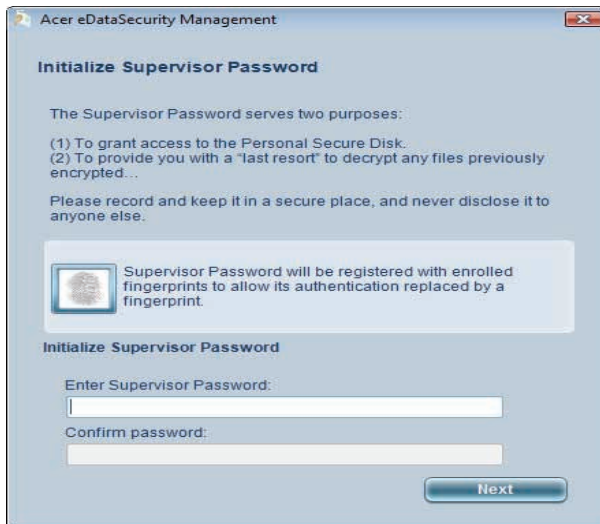 Acer eDataSecurity Management
Initialize Supervisor Password
The Supervisor Password serves two purposes:
(1) To grant access to the Personal Secure Disk.
(2) To provide you with a "last resort" to decrypt any files previously
encrypted...
Please record and keep it in a secure place, and never disclose it to
anyone else.
Supervisor Password will be registered with enrolled
fingerprints to allow its authentication replaced by a
fingerprint.
Initialize Supervisor Password
Enter Supervisor Password:
Confirm password:
Next